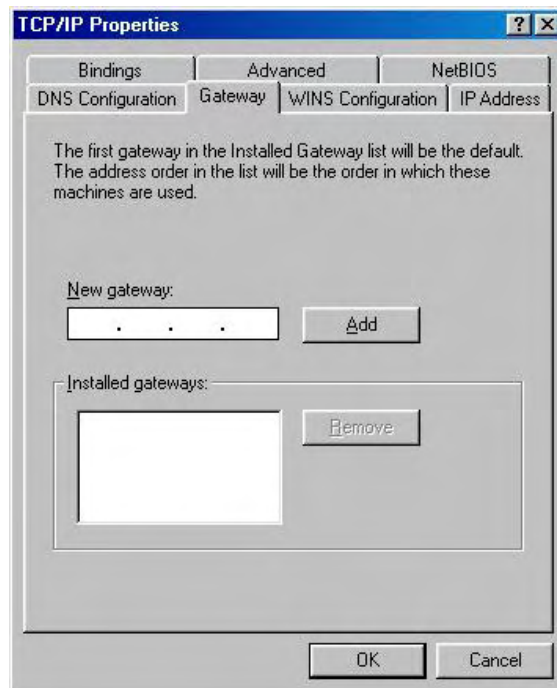 TCP/IP Properties
Bindings
Advanced
NetBIOS
DNS Configuration
Gateway
WINS Configuration
IP Address
The first gateway in the Installed Gateway list will be the default.
The address order in the list will be the order in which these
machines are used.
New gateway:
. . .
Add
Installed gateways:
Remove
OK
Cancel